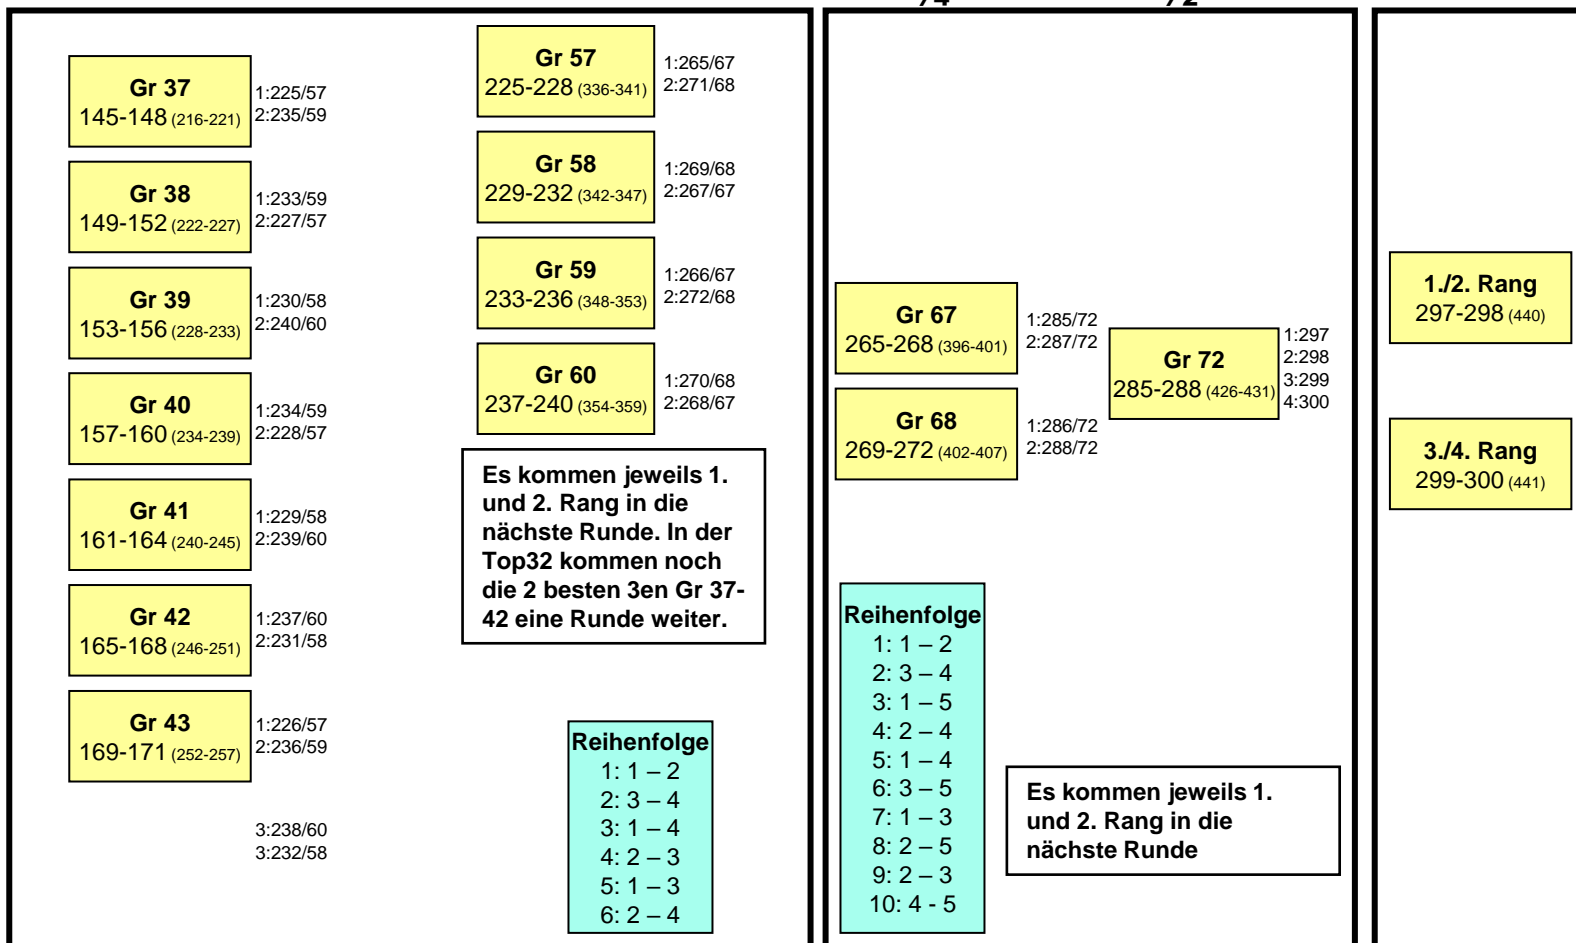 Gr 37
145-148 (216-221)
1:225/57
2:235/59
Gr 38
149-152 (222-227)
1:233/59
2:227/57
Gr 39
153-156 (228-233)
1:230/58
2:240/60
Gr 40
157-160 (234-239)
1:234/59
2:228/57
Gr 41
161-164 (240-245)
1:229/58
2:239/60
Gr 42
165-168 (246-251)
1:237/60
2:231/58
Gr 43
169-171 (252-257)
1:226/57
2:236/59
3:238/60
3:232/58
Gr 57
225-228 (336-341)
1:265/67
2:271/68
Gr 58
229-232 (342-347)
1:269/68
2:267/67
Gr 59
233-236 (348-353)
1:266/67
2:272/68
Gr 60
237-240 (354-359)
1:270/68
2:268/67
Es kommen jeweils 1.
und 2. Rang in die
nächste Runde. In der
Top32 kommen noch
die 2 besten 3en Gr 37-
42 eine Runde weiter.
Reihenfolge
1: 1 – 2
2: 3 – 4
3: 1 – 4
4: 2 – 3
5: 1 – 3
6: 2 – 4
Gr 67
265-268 (396-401)
1:285/72
2:287/72
Gr 68
269-272 (402-407)
1:286/72
2:288/72
Gr 72
285-288 (426-431)
1:297
2:298
3:299
4:300
Reihenfolge
1: 1 – 2
2: 3 – 4
3: 1 – 5
4: 2 – 4
5: 1 – 4
6: 3 – 5
7: 1 – 3
8: 2 – 5
9: 2 – 3
10: 4 - 5
Es kommen jeweils 1.
und 2. Rang in die
nächste Runde
1./2. Rang
297-298 (440)
3./4. Rang
299-300 (441)